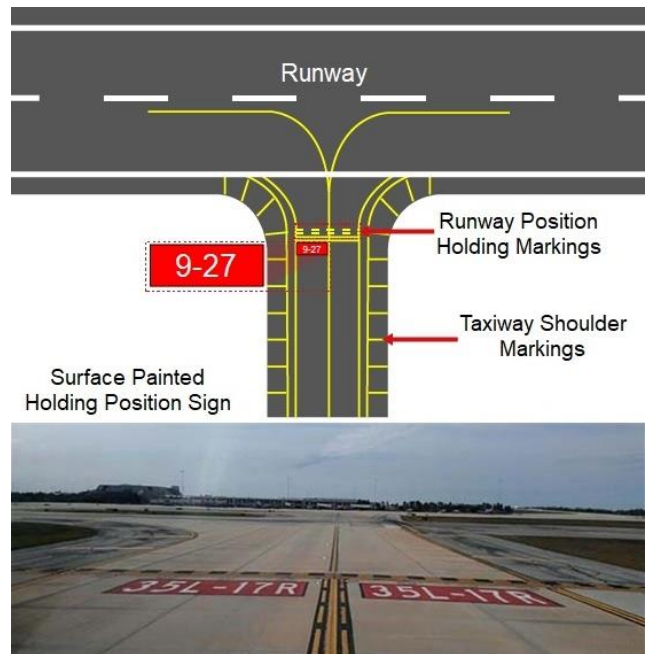 Runway
Runway Position
Holding Markings
9-27
9-27
Taxiway Shoulder
Markings
Surface Painted
Holding Position Sign
35L-17R 35L-17R